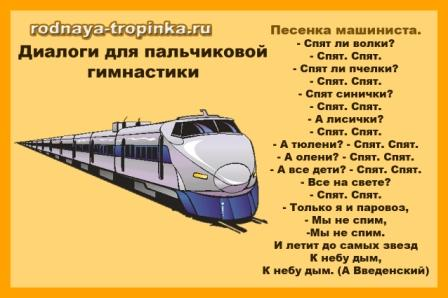 rodnaya-tropinka.ru
Диалоги для пальчиковой
гимнастики
Песенка машиниста.
- Спят ли волки?
- Спят. Спят.
- Спят ли пчелки?
- Спят. Спят.
- Спят синички?
- Спят. Спят.
- А лисички?
- Спят. Спят.
- А тюлени? - Спят. Спят.
- А олени? - Спят. Спят.
- А все дети? - Спят. Спят.
- Все на свете?
- Спят. Спят.
- Только я и паровоз,
- Мы не спим,
-Мы не спим.
И летит до самых звезд
К небу дым,
К небу дым. (А Введенский)